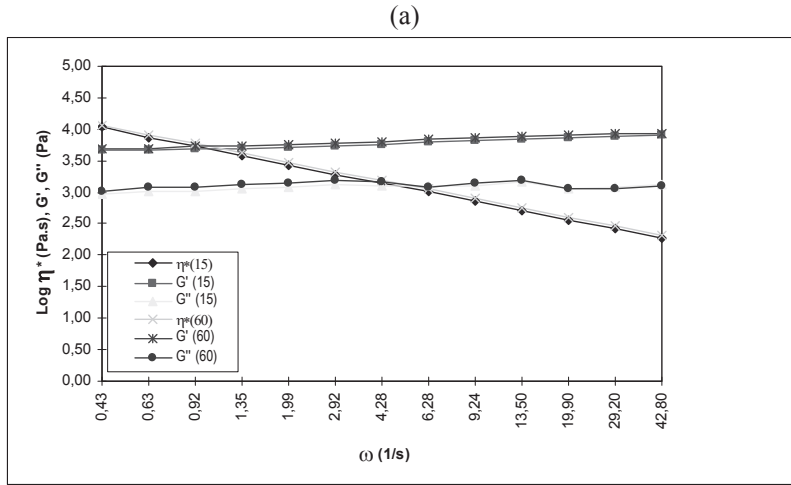 (a)
5,00
4,50
4,00
3,50
3,00
2,50
2,00
1,50
1,00
0,50
0,00
Log η* (Pa.s), G', G'' (Pa)
η*(15)
G' (15)
G'' (15)
η*(60)
G' (60)
G'' (60)
0,43
0,63
0,92
1,35
1,99
2,92
4,28
6,28
9,24
13,50
19,90
29,20
42,80
ω (1/s)